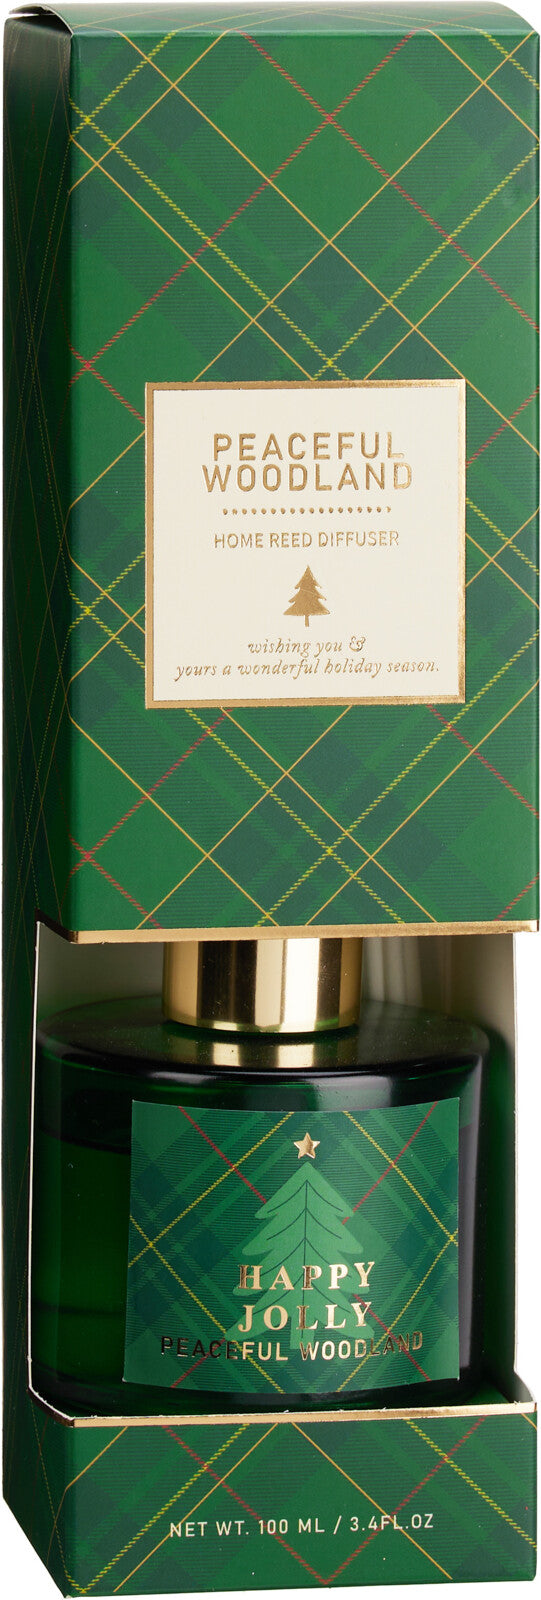 PEACEFUL
WOODLAND
HOME REED DIFFUSER
wishing you &
yours a wonderful holiday season.
HAPPY
JOLLY
PEACEFUL WOODLAND
NET WT. 100 ML / 3.4FL.OZ